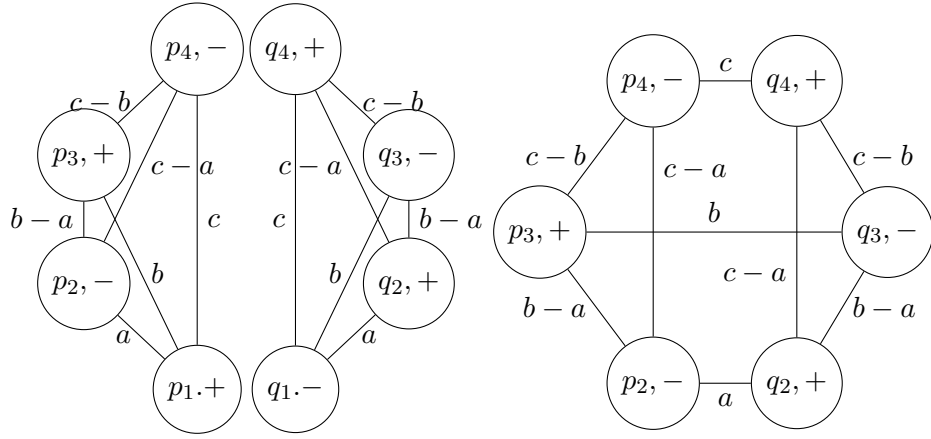 p₄, −
q₄, +
c − b
c − b
p₃, +
q₃, −
c − a
c − a
b − a
c
c
b − a
p₂, −
b
b
q₂, +
a
a
p₁.+
q₁.−
p₄, −
c
q₄, +
c − b
c − b
c − a
p₃, +
b
q₃, −
c − a
b − a
b − a
p₂, −
a
q₂, +